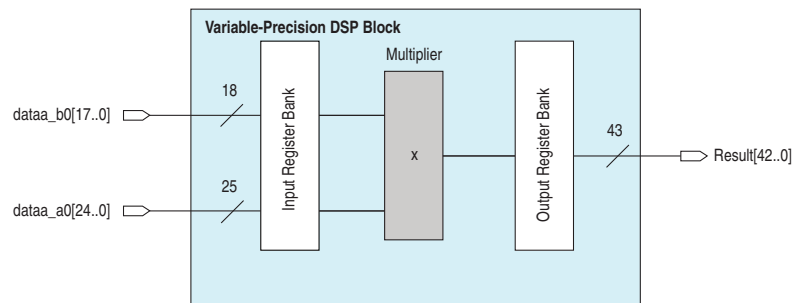 Variable-Precision DSP Block
Multiplier
18
dataa_b0[17..0]
Input Register Bank
x
Output Register Bank
43
Result[42..0]
25
dataa_a0[24..0]